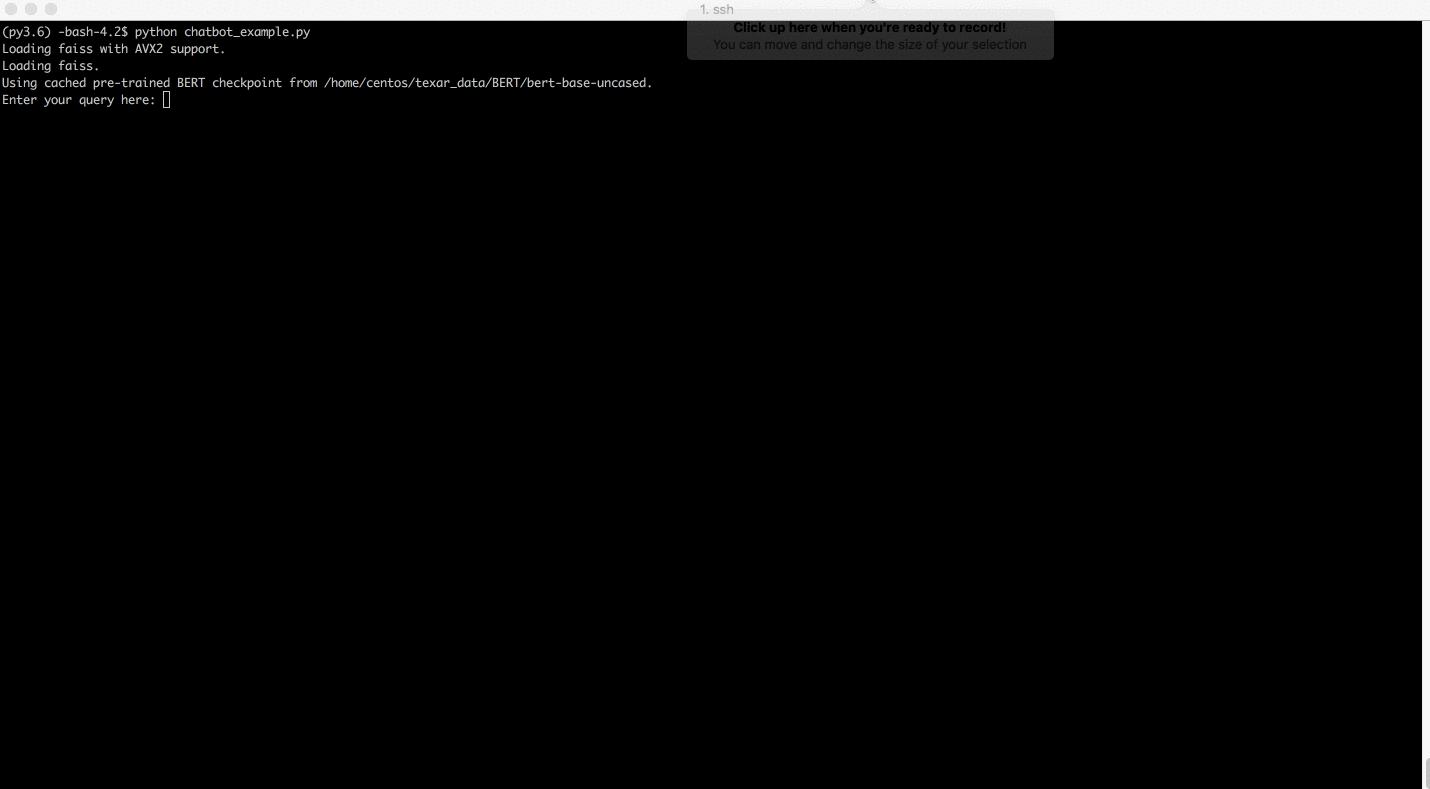 1. ssh
Click up here when you're ready to record!
You can move and change the size of your selection
(py3.6) -bash-4.2$ python chatbot_example.py
Loading faiss with AVX2 support.
Loading faiss.
Using cached pre-trained BERT checkpoint from /home/centos/texar_data/BERT/bert-base-uncased.
Enter your query here: